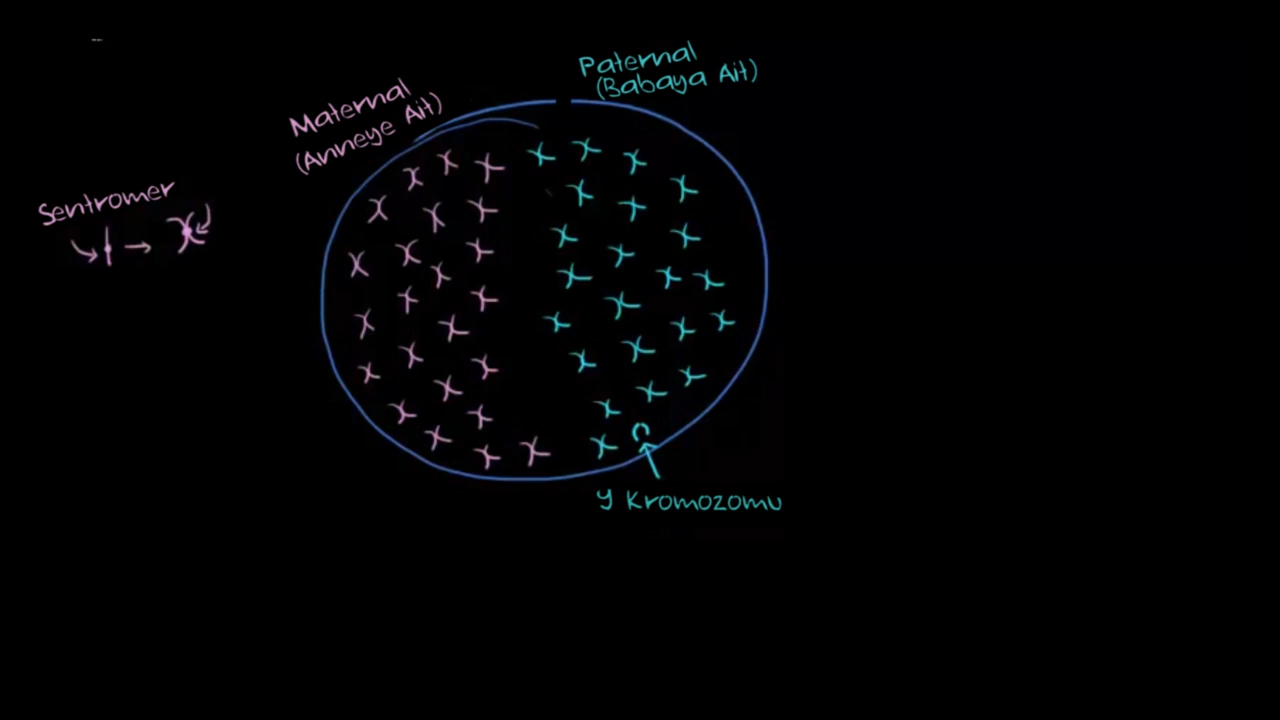 Maternal
(Anneye Ait)
Paternal
(Babaya Ait)
Sentromer
y Kromozomu